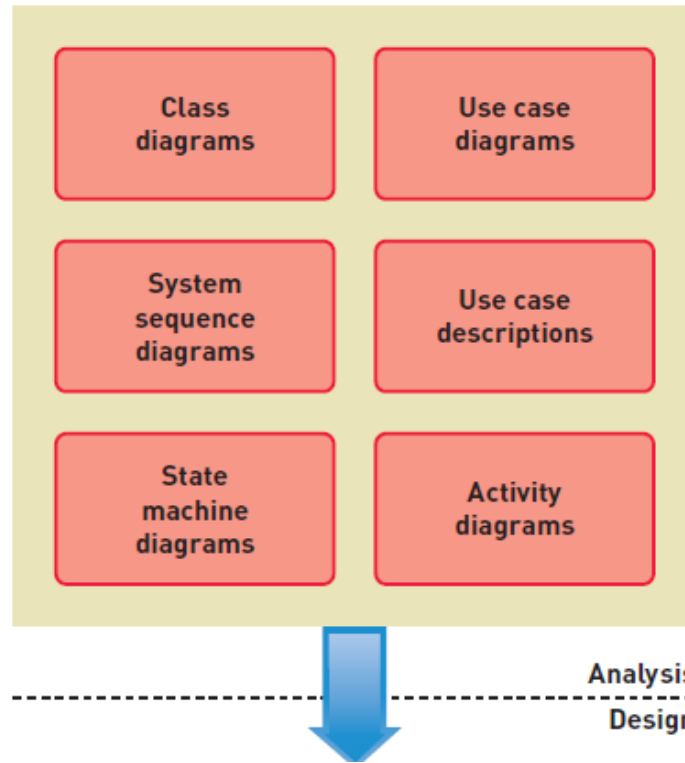 Class
diagrams
Use case
diagrams
System
sequence
diagrams
Use case
descriptions
State
machine
diagrams
Activity
diagrams
Analysis
Design